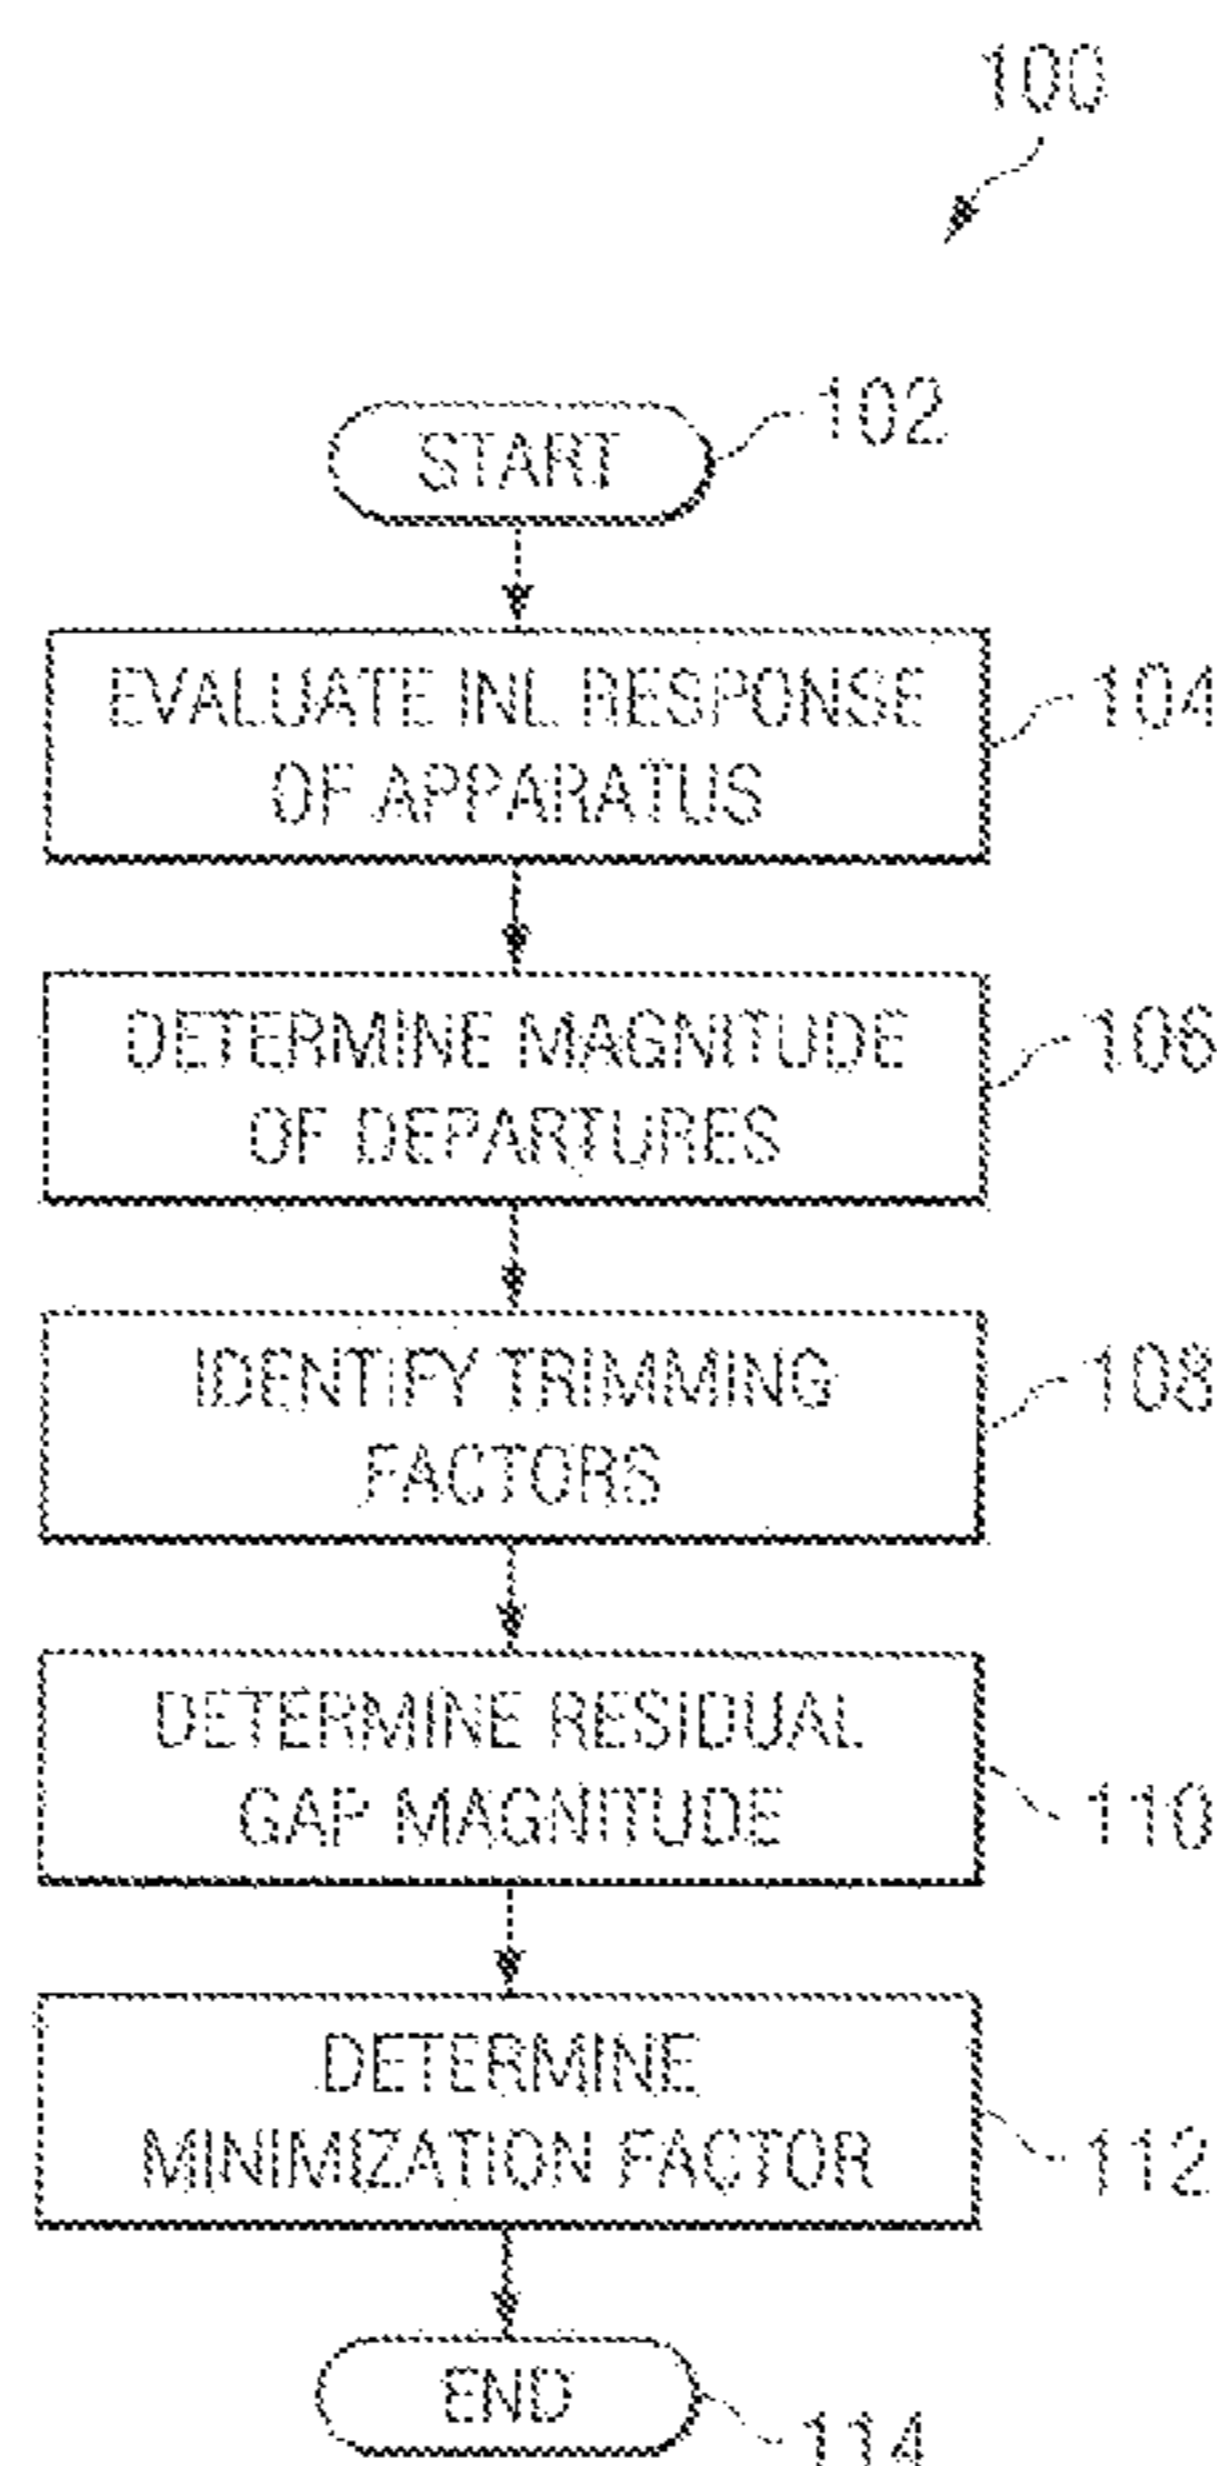 100
START
102
EVALUATE INL RESPONSE
OF APPARATUS
104
DETERMINE MAGNITUDE
OF DEPARTURES
106
IDENTIFY TRIMMING
FACTORS
108
DETERMINE RESIDUAL
GAP MAGNITUDE
110
DETERMINE
MINIMIZATION FACTOR
112
END
114